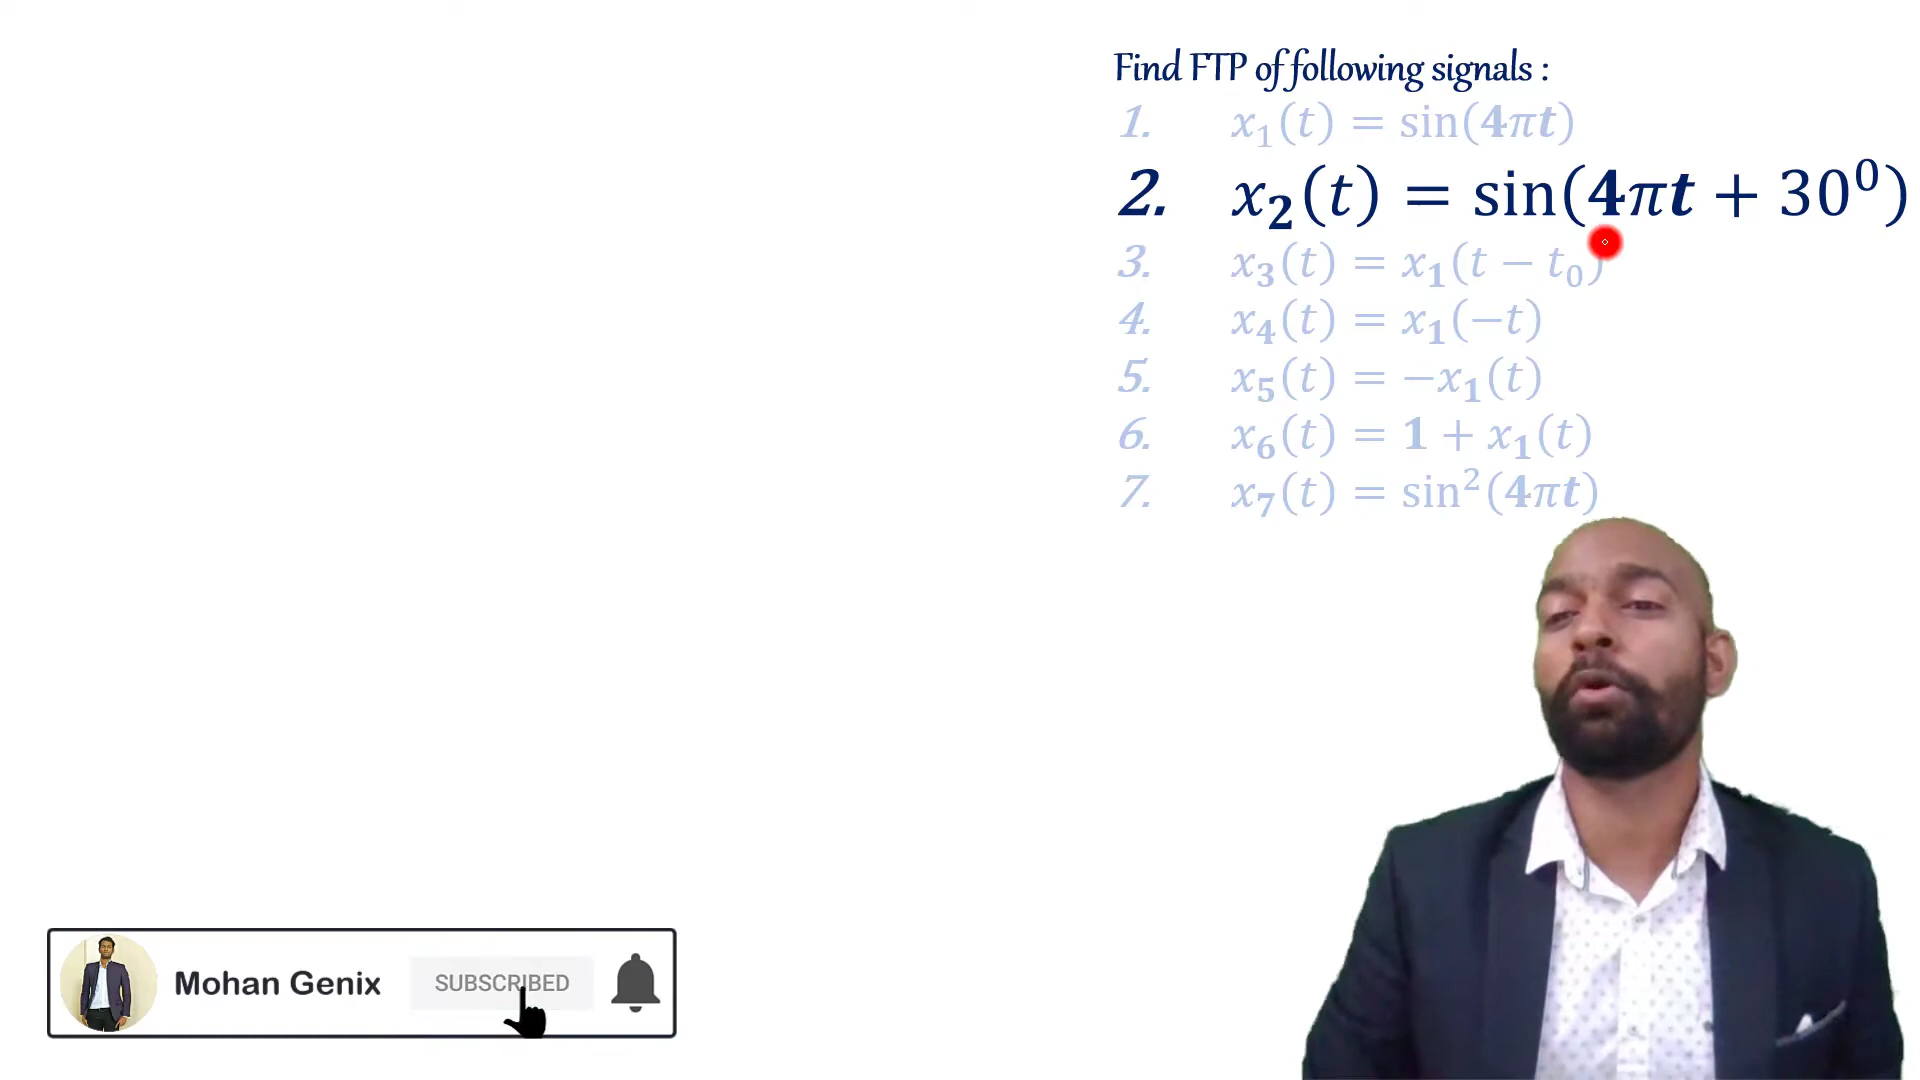 Find FTP of following signals :
1. x₁(t) = sin(4πt)
2. x₂(t) = sin(4πt + 30⁰)
3. x₃(t) = x₁(t − t₀)
4. x₄(t) = x₁(−t)
5. x₅(t) = −x₁(t)
6. x₆(t) = 1 + x₁(t)
7. x₇(t) = sin²(4πt)
Mohan Genix SUBSCRIBED